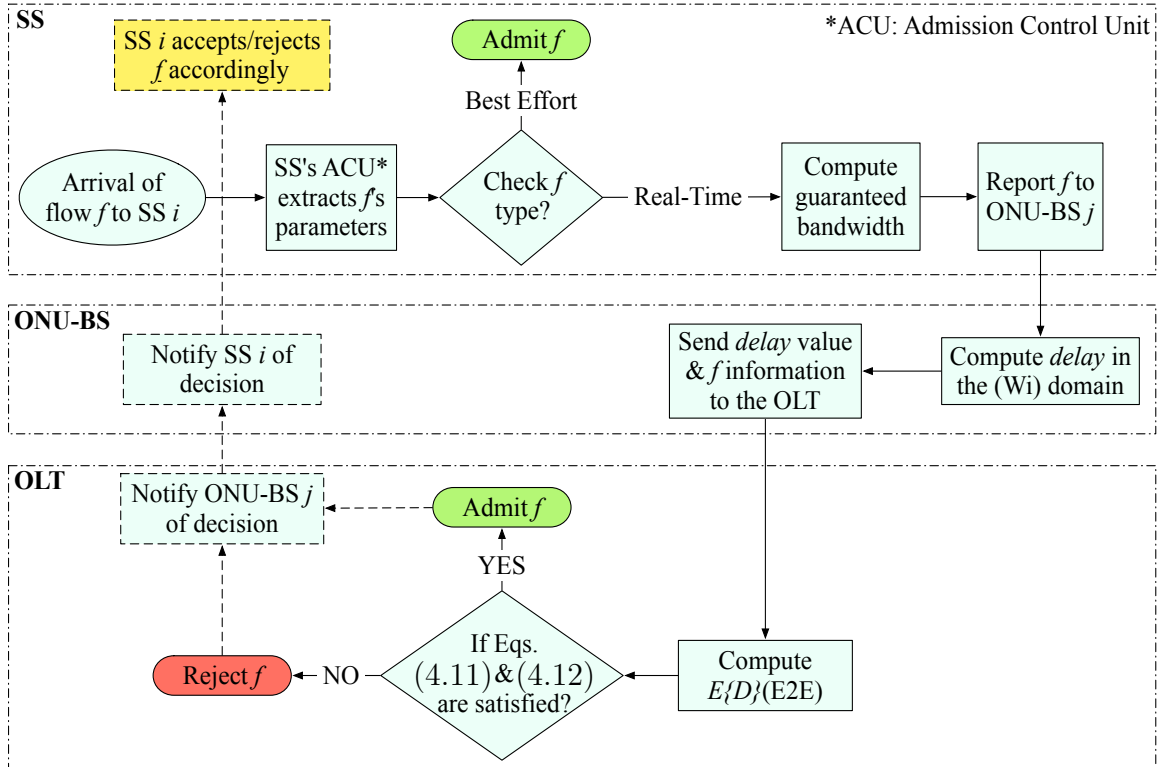 SS
*ACU: Admission Control Unit
SS i accepts/rejects
f accordingly
Admit f
Best Effort
Arrival of
flow f to SS i
SS's ACU*
extracts f's
parameters
Check f
type?
Real-Time
Compute
guaranteed
bandwidth
Report f to
ONU-BS j
ONU-BS
Notify SS i of
decision
Send delay value
& f information
to the OLT
Compute delay in
the (Wi) domain
OLT
Notify ONU-BS j
of decision
Admit f
YES
If Eqs.
(4.11) & (4.12)
are satisfied?
NO
Reject f
Compute
E{D}(E2E)